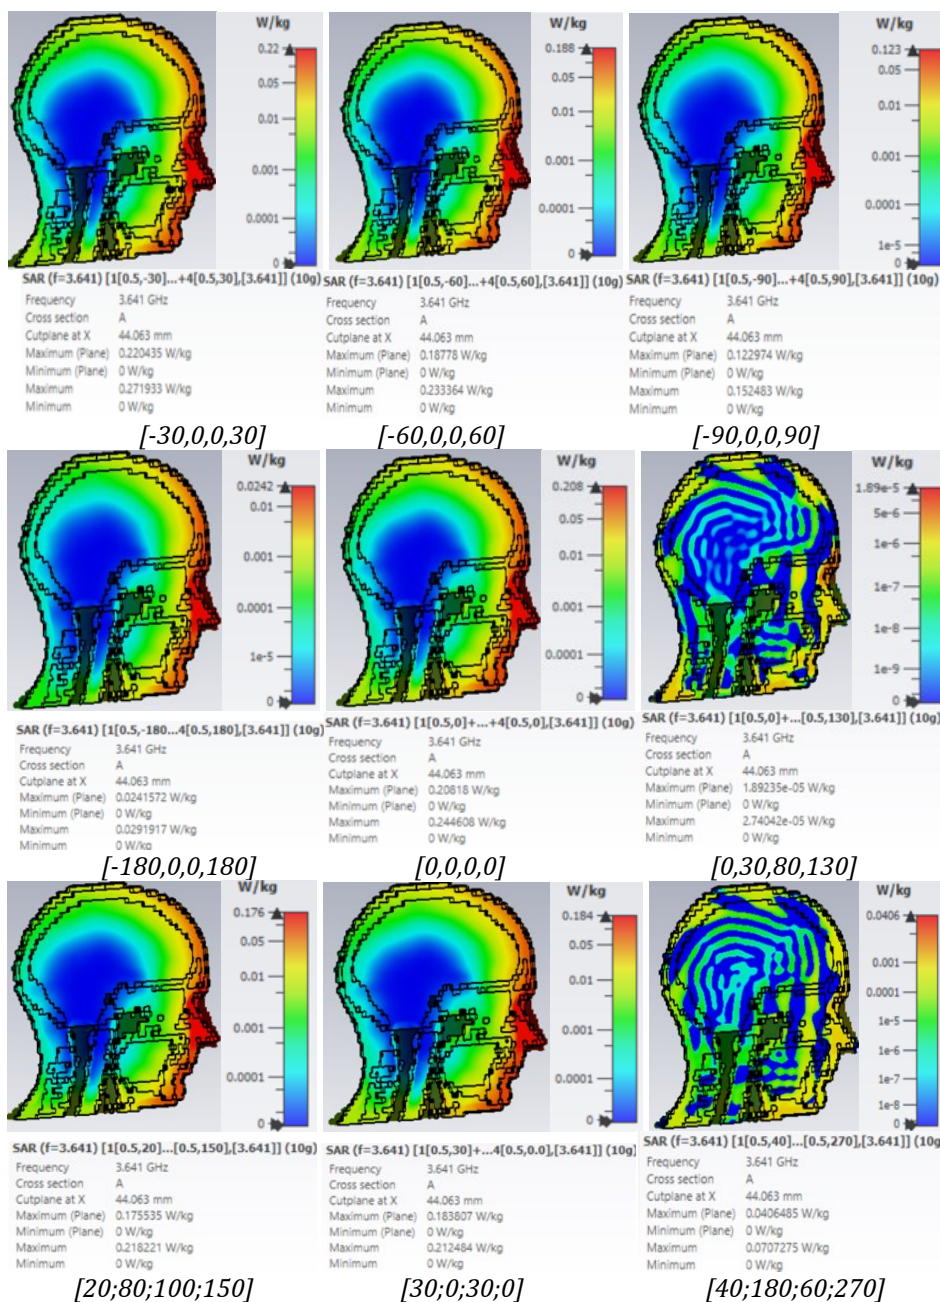 W/kg
0.22
0.05
0.01
0.001
0.0001
0
SAR (f=3.641) [1[0.5,-30]...+4[0.5,30],[3.641]] (10g)
Frequency 3.641 GHz
Cross section A
Cutplane at X 44.063 mm
Maximum (Plane) 0.220435 W/kg
Minimum (Plane) 0 W/kg
Maximum 0.271933 W/kg
Minimum 0 W/kg
[-30,0,0,30]
W/kg
0.188
0.05
0.01
0.001
0.0001
0
SAR (f=3.641) [1[0.5,-60]...+4[0.5,60],[3.641]] (10g)
Frequency 3.641 GHz
Cross section A
Cutplane at X 44.063 mm
Maximum (Plane) 0.18778 W/kg
Minimum (Plane) 0 W/kg
Maximum 0.233364 W/kg
Minimum 0 W/kg
[-60,0,0,60]
W/kg
0.123
0.01
0.001
0.0001
1e-5
0
SAR (f=3.641) [1[0.5,-90]...+4[0.5,90],[3.641]] (10g)
Frequency 3.641 GHz
Cross section A
Cutplane at X 44.063 mm
Maximum (Plane) 0.122974 W/kg
Minimum (Plane) 0 W/kg
Maximum 0.152483 W/kg
Minimum 0 W/kg
[-90,0,0,90]
W/kg
0.0242
0.01
0.001
0.0001
1e-5
0
SAR (f=3.641) [1[0.5,-180...4[0.5,180],[3.641]] (10g)
Frequency 3.641 GHz
Cross section A
Cutplane at X 44.063 mm
Maximum (Plane) 0.0241572 W/kg
Minimum (Plane) 0 W/kg
Maximum 0.0291917 W/kg
Minimum 0 W/kg
[-180,0,0,180]
W/kg
0.208
0.05
0.01
0.001
0.0001
0
SAR (f=3.641) [1[0.5,0]+...+4[0.5,0],[3.641]] (10g)
Frequency 3.641 GHz
Cross section A
Cutplane at X 44.063 mm
Maximum (Plane) 0.20818 W/kg
Minimum (Plane) 0 W/kg
Maximum 0.244608 W/kg
Minimum 0 W/kg
[0,0,0,0]
W/kg
1.89e-5
5e-6
1e-6
1e-7
1e-8
1e-9
0
SAR (f=3.641) [1[0.5,0]+...[0.5,130],[3.641]] (10g)
Frequency 3.641 GHz
Cross section A
Cutplane at X 44.063 mm
Maximum (Plane) 1.89235e-05 W/kg
Minimum (Plane) 0 W/kg
Maximum 2.74042e-05 W/kg
Minimum 0 W/kg
[0,30,80,130]
W/kg
0.176
0.05
0.01
0.001
0.0001
0
SAR (f=3.641) [1[0.5,20]...[0.5,150],[3.641]] (10g)
Frequency 3.641 GHz
Cross section A
Cutplane at X 44.063 mm
Maximum (Plane) 0.175535 W/kg
Minimum (Plane) 0 W/kg
Maximum 0.218221 W/kg
Minimum 0 W/kg
[20;80;100;150]
W/kg
0.184
0.05
0.01
0.001
0.0001
0
SAR (f=3.641) [1[0.5,30]+...4[0.5,0.0],[3.641]] (10g)
Frequency 3.641 GHz
Cross section A
Cutplane at X 44.063 mm
Maximum (Plane) 0.183807 W/kg
Minimum (Plane) 0 W/kg
Maximum 0.212484 W/kg
Minimum 0 W/kg
[30;0;30;0]
W/kg
0.0406
0.001
0.0001
1e-5
1e-6
1e-7
1e-8
0
SAR (f=3.641) [1[0.5,40]...[0.5,270],[3.641]] (10g)
Frequency 3.641 GHz
Cross section A
Cutplane at X 44.063 mm
Maximum (Plane) 0.0406485 W/kg
Minimum (Plane) 0 W/kg
Maximum 0.0707275 W/kg
Minimum 0 W/kg
[40;180;60;270]